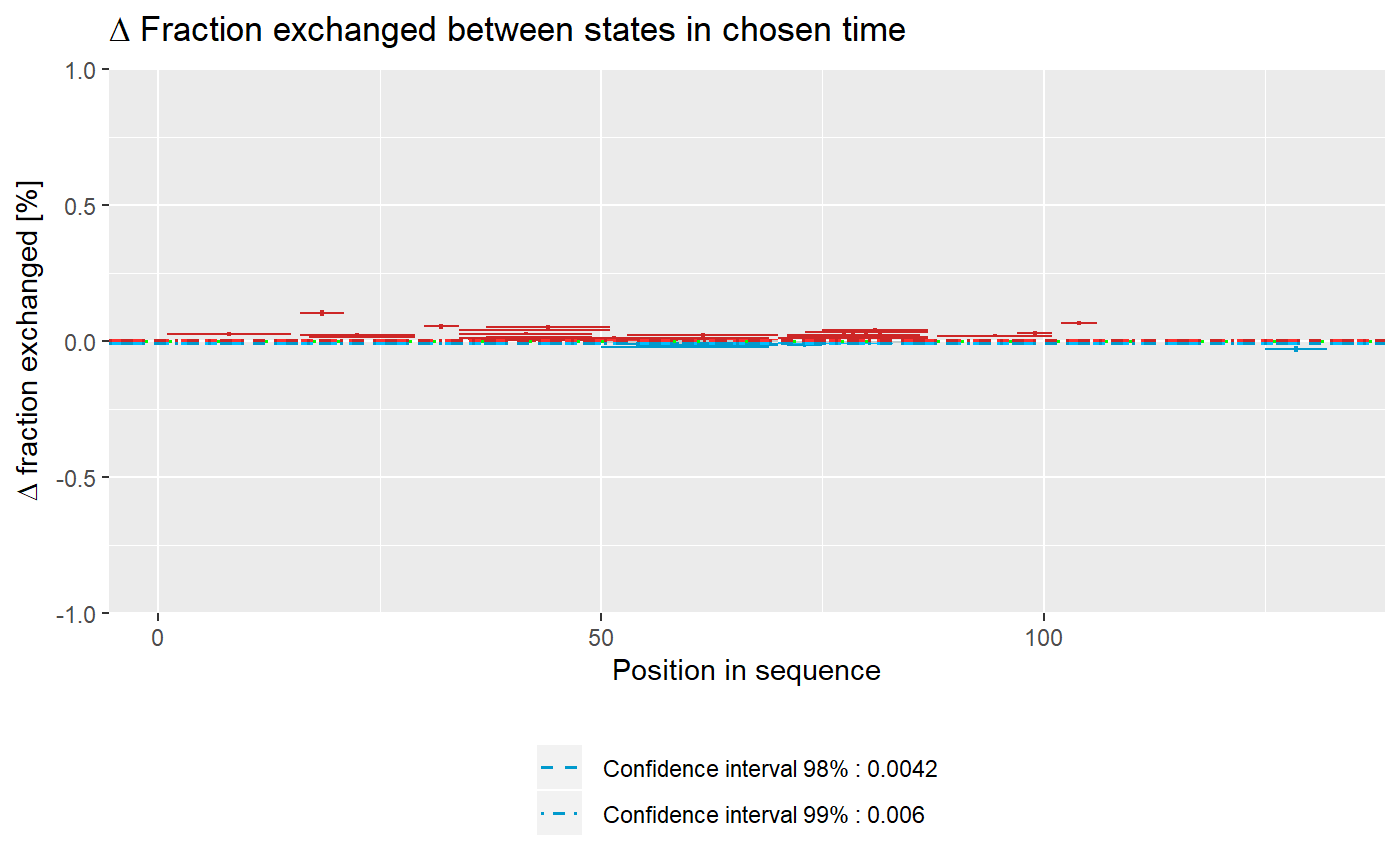 Δ Fraction exchanged between states in chosen time
Δ fraction exchanged [%]
1.0
0.5
0.0
-0.5
-1.0
0 50 100
Position in sequence
Confidence interval 98% : 0.0042
Confidence interval 99% : 0.006